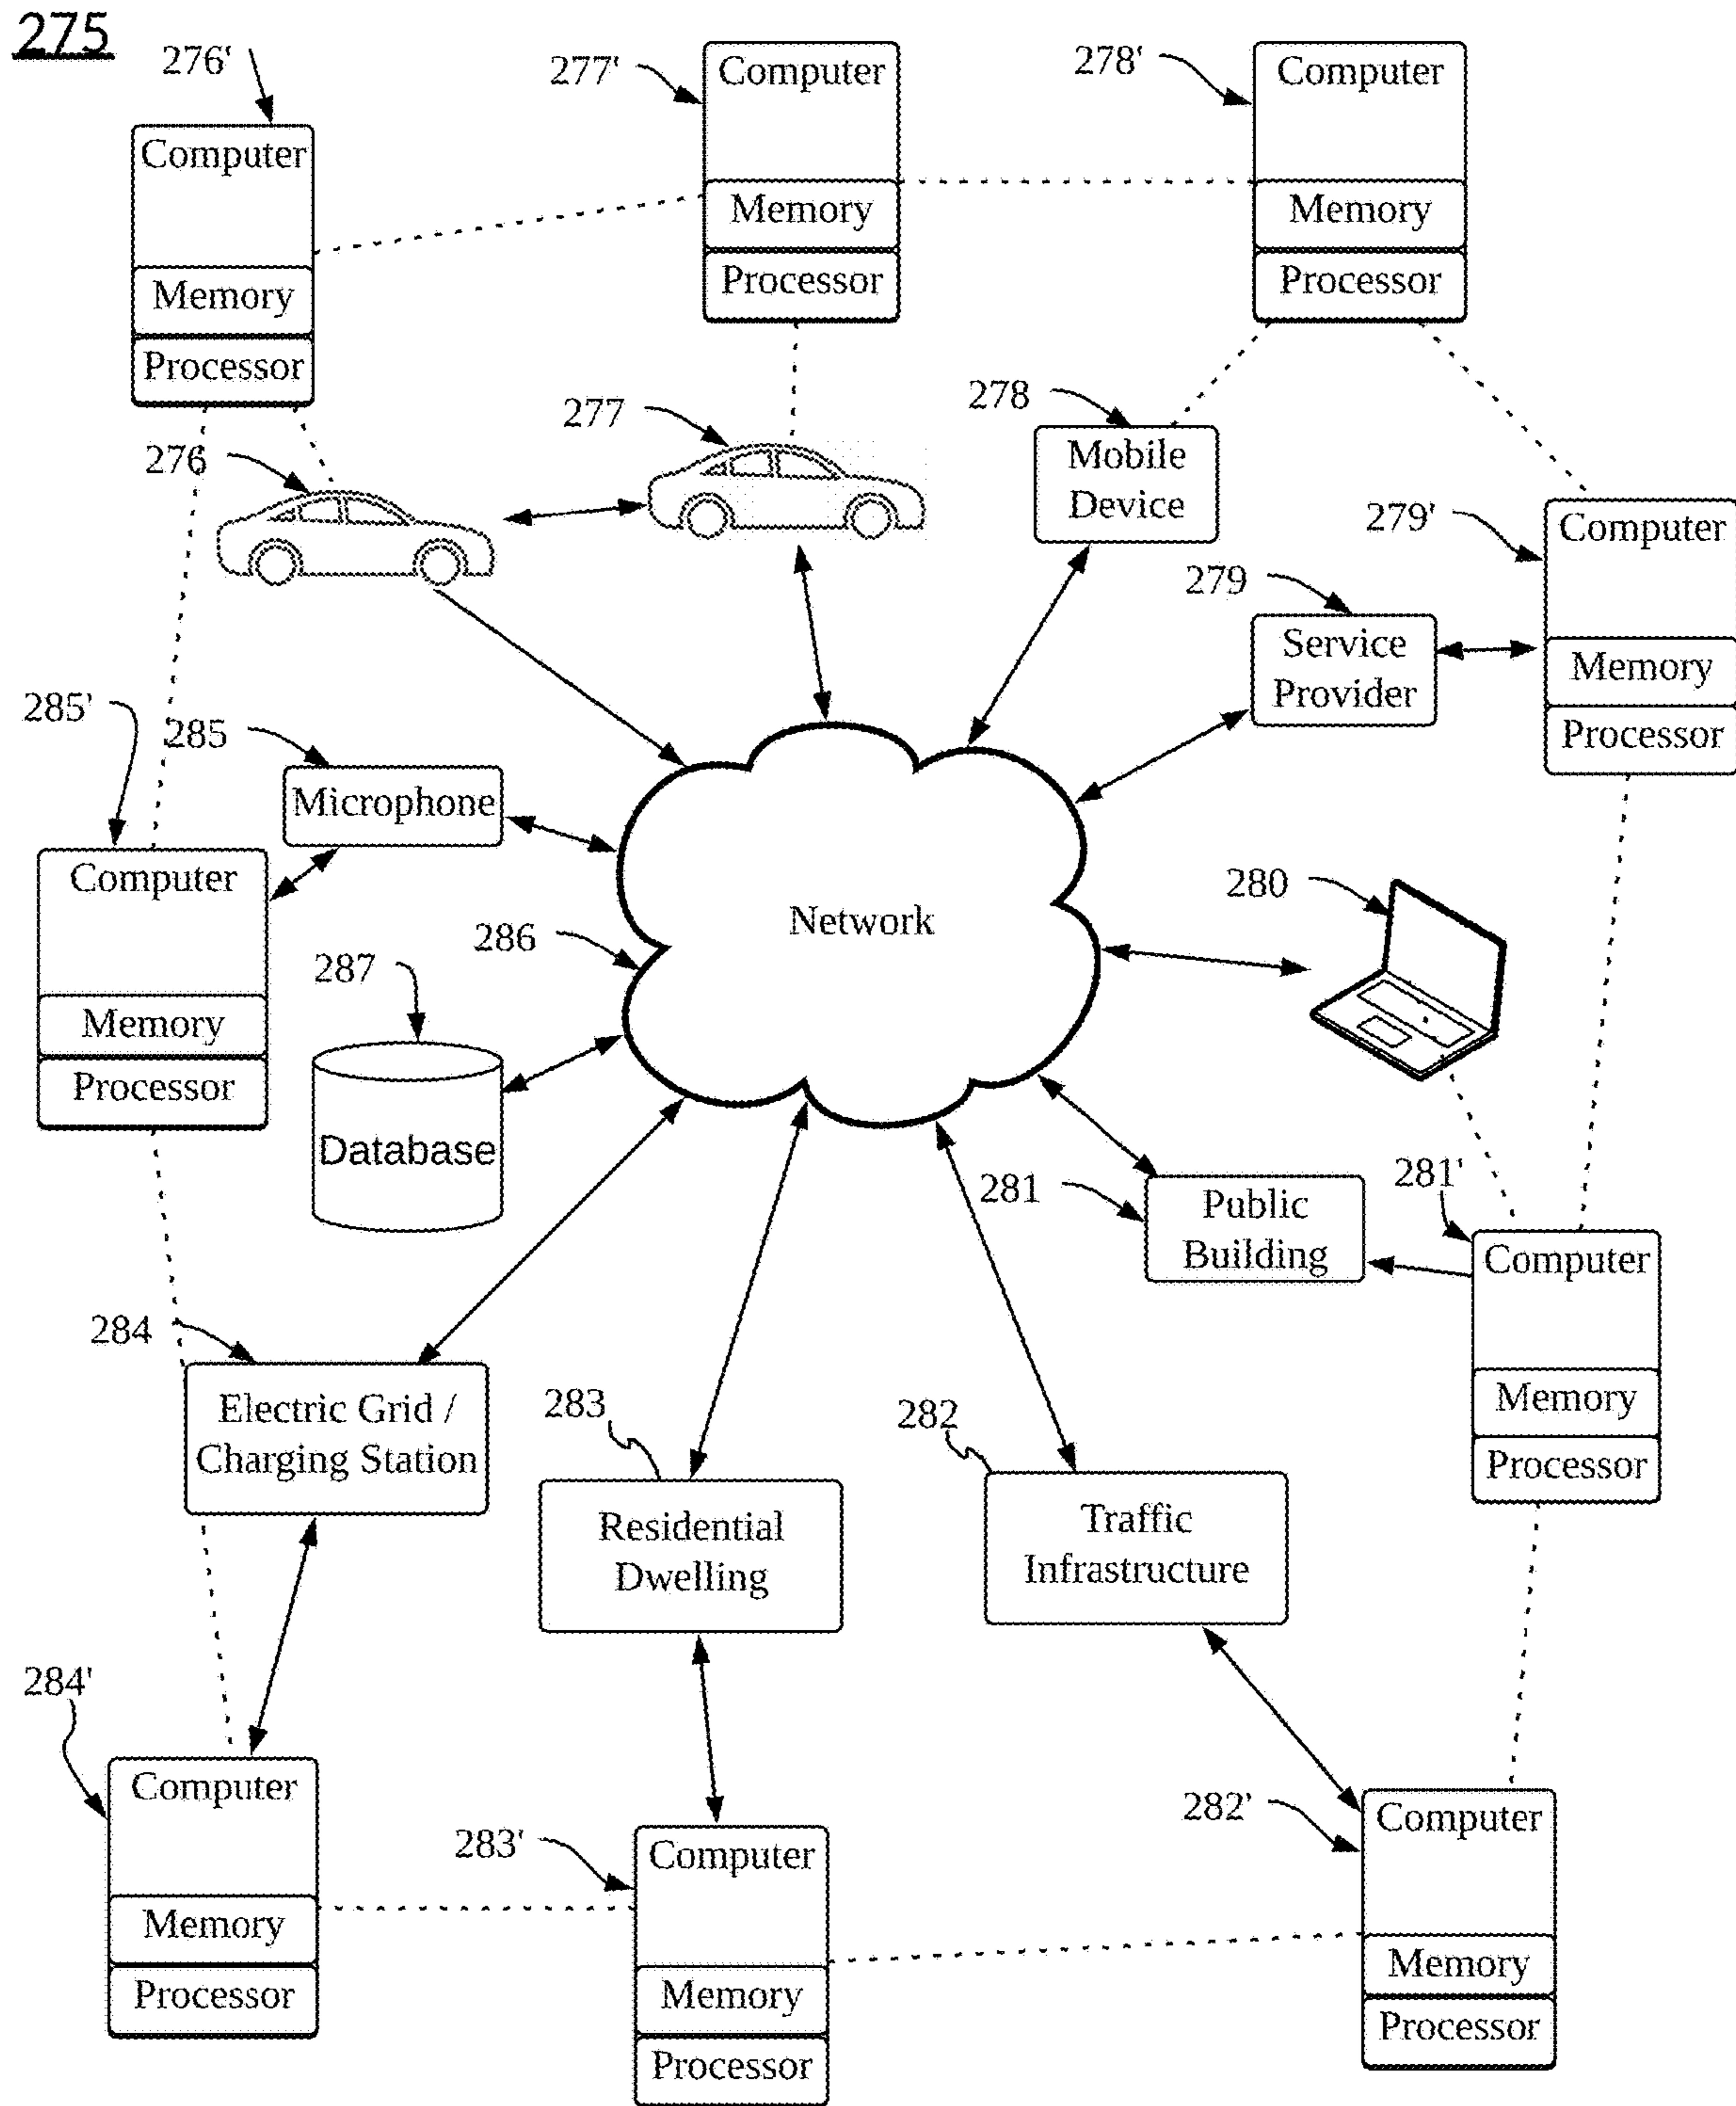 275
276'
277'
278'
Computer
Memory
Processor
Computer
Memory
Processor
Computer
Memory
Processor
276
277
278
Mobile
Device
279'
279
Service
Provider
Computer
Memory
Processor
285'
285
Microphone
Computer
Memory
Processor
286
Network
280
287
Database
281
Public
Building
281'
Computer
Memory
Processor
284
Electric Grid /
Charging Station
283
Residential
Dwelling
282
Traffic
Infrastructure
284'
Computer
Memory
Processor
283'
Computer
Memory
Processor
282'
Computer
Memory
Processor